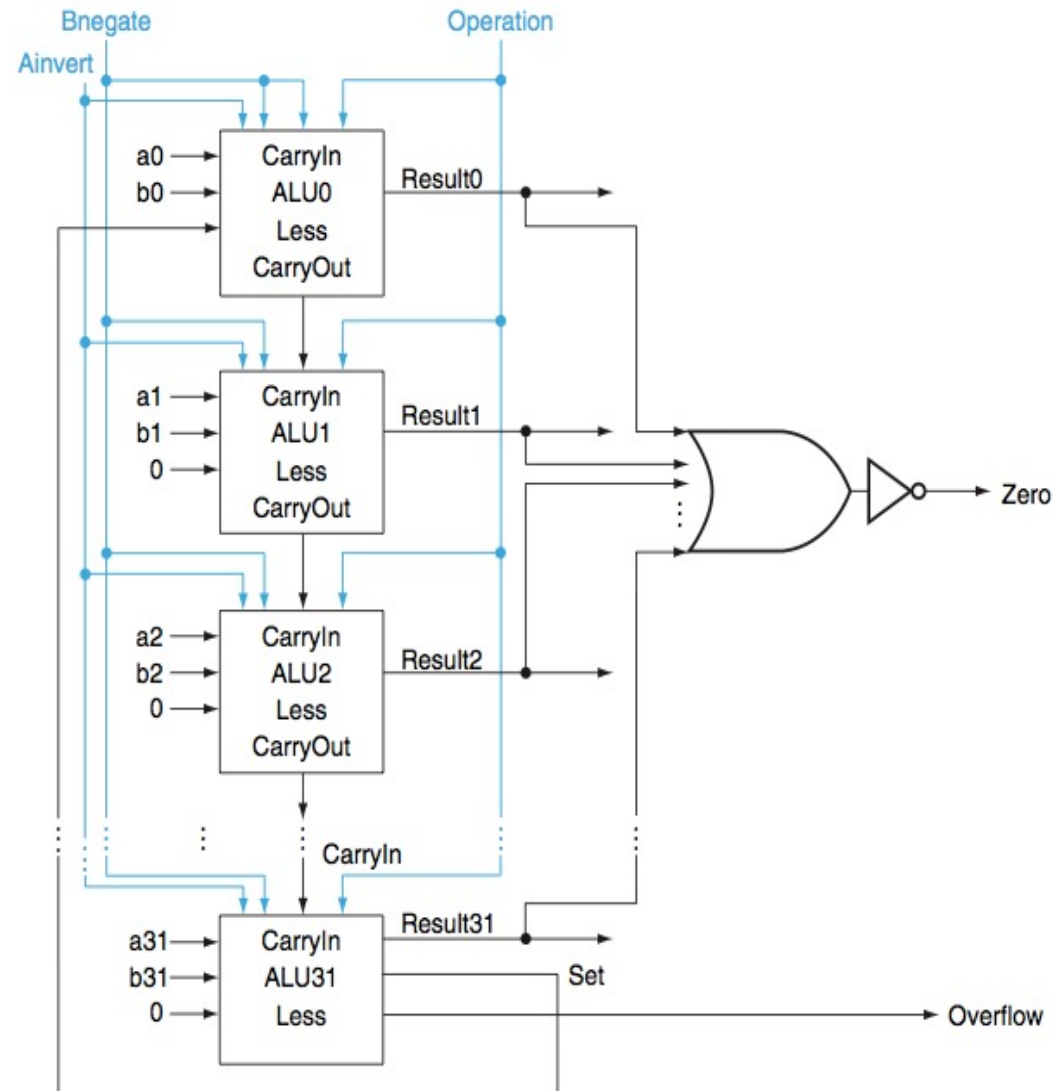 Bnegate
Operation
Ainvert
a0
CarryIn
Result0
b0
ALU0
Less
CarryOut
a1
CarryIn
Result1
b1
ALU1
0
Less
CarryOut
Zero
a2
CarryIn
Result2
b2
ALU2
0
Less
CarryOut
CarryIn
a31
CarryIn
Result31
b31
ALU31
Set
0
Less
Overflow